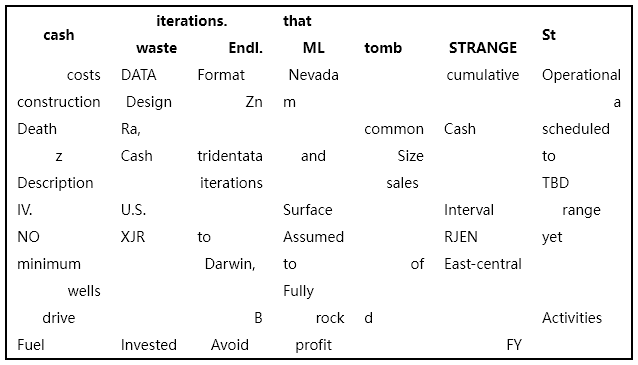 cash iterations. that St
waste Endl. ML tomb STRANGE
costs DATA Format Nevada cumulative Operational
construction Design Zn m a
Death Ra, common Cash scheduled
z Cash tridentata and Size to
Description iterations sales TBD
IV. U.S. Surface Interval range
NO XJR to Assumed RJEN yet
minimum Darwin, to of East-central
wells Fully
drive B rock d Activities
Fuel Invested Avoid profit FY